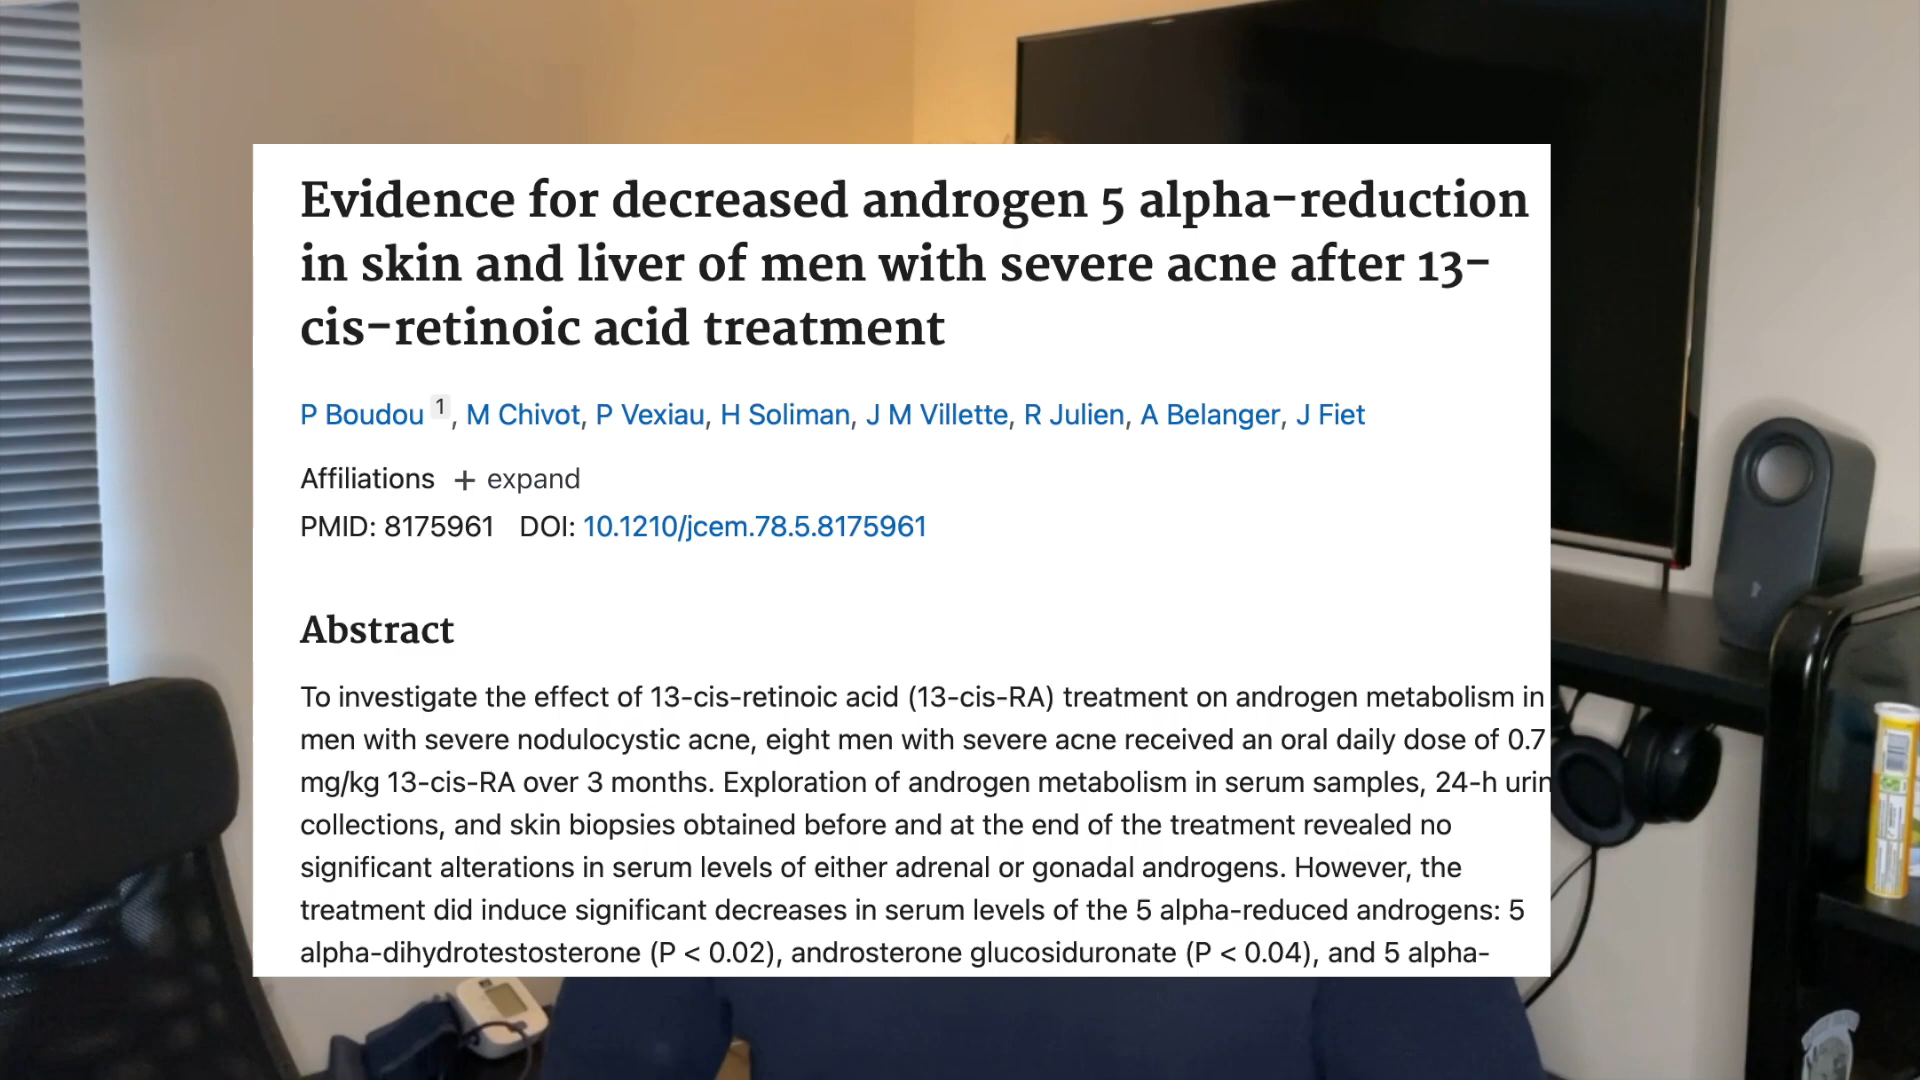 Evidence for decreased androgen 5 alpha-reduction
in skin and liver of men with severe acne after 13-
cis-retinoic acid treatment
P Boudou 1, M Chivot, P Vexiau, H Soliman, J M Villette, R Julien, A Belanger, J Fiet
Affiliations + expand
PMID: 8175961 DOI: 10.1210/jcem.78.5.8175961
Abstract
To investigate the effect of 13-cis-retinoic acid (13-cis-RA) treatment on androgen metabolism in
men with severe nodulocystic acne, eight men with severe acne received an oral daily dose of 0.7
mg/kg 13-cis-RA over 3 months. Exploration of androgen metabolism in serum samples, 24-h urin
collections, and skin biopsies obtained before and at the end of the treatment revealed no
significant alterations in serum levels of either adrenal or gonadal androgens. However, the
treatment did induce significant decreases in serum levels of the 5 alpha-reduced androgens: 5
alpha-dihydrotestosterone (P < 0.02), androsterone glucosiduronate (P < 0.04), and 5 alpha-